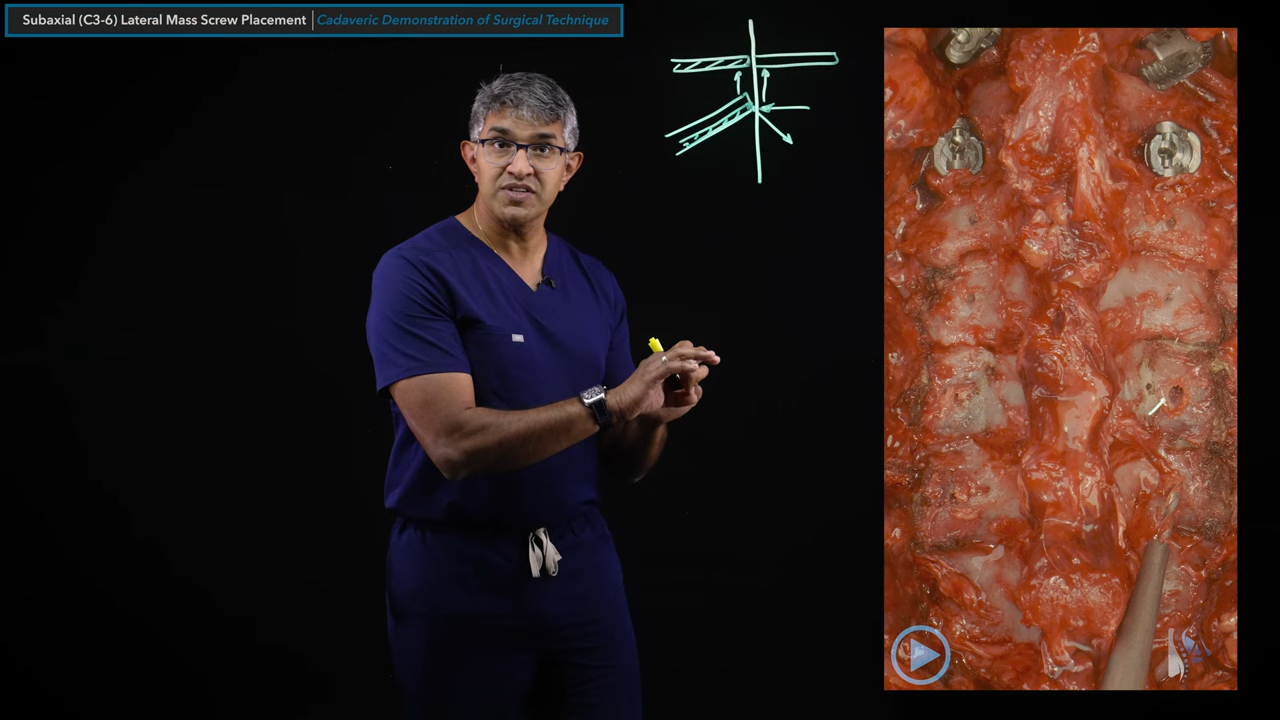 Subaxial (C3-6) Lateral Mass Screw Placement | Cadaveric Demonstration of Surgical Technique